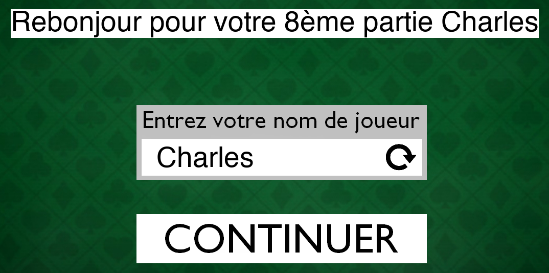 Rebonjour pour votre 8ème partie Charles
Entrez votre nom de joueur
Charles
CONTINUER